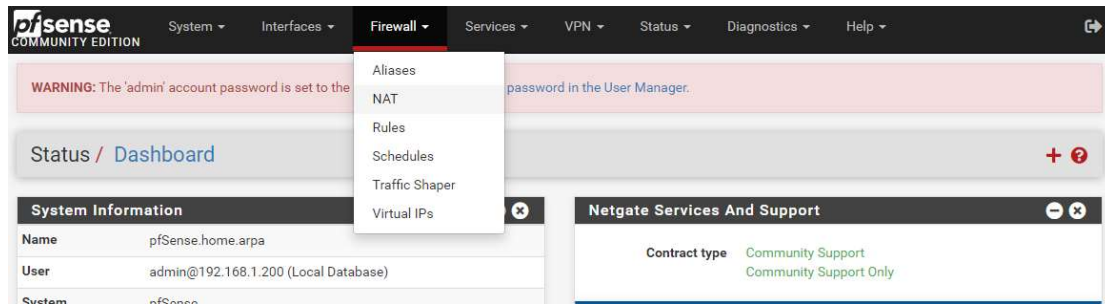 pfsense
COMMUNITY EDITION
System
Interfaces
Firewall
Services
VPN
Status
Diagnostics
Help
Aliases
NAT
Rules
Schedules
Traffic Shaper
Virtual IPs
WARNING: The 'admin' account password is set to the password in the User Manager.
Status / Dashboard
System Information
Name pfSense.home.arpa
User admin@192.168.1.200 (Local Database)
System pfSense
Netgate Services And Support
Contract type Community Support
Community Support Only